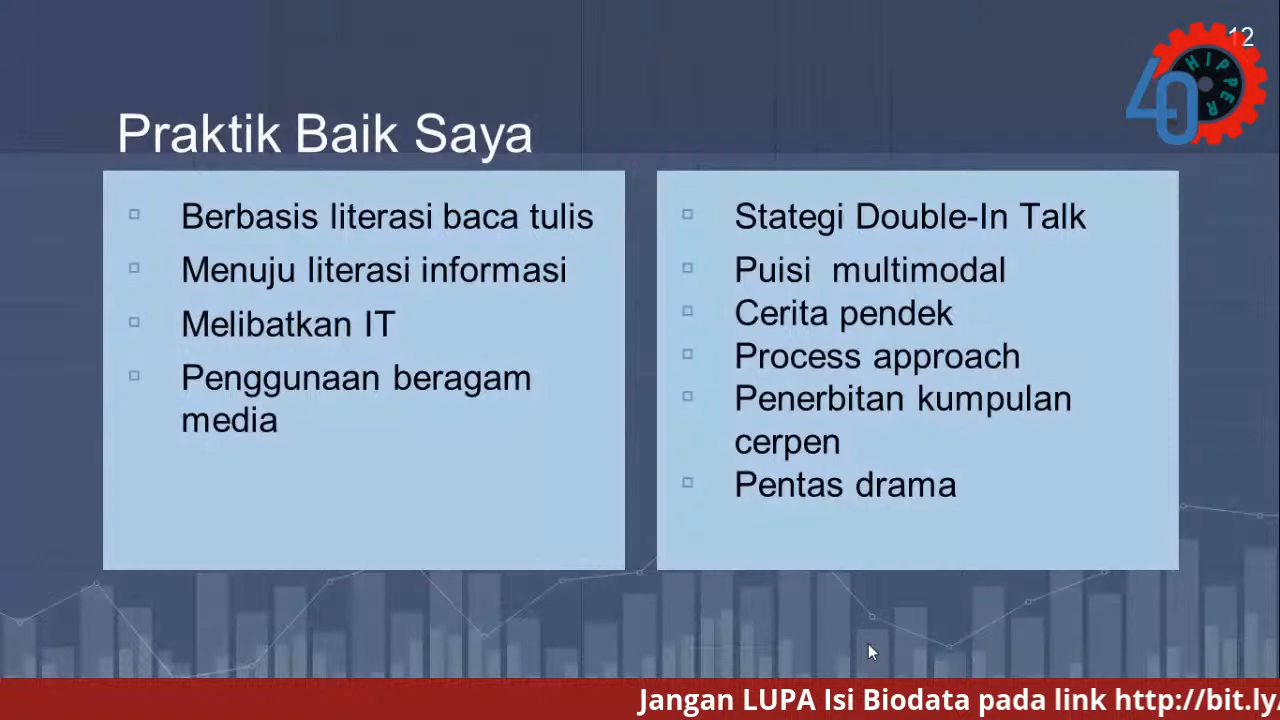 12
HIPPER
40
Praktik Baik Saya
Berbasis literasi baca tulis
Menuju literasi informasi
Melibatkan IT
Penggunaan beragam
media
Stategi Double-In Talk
Puisi  multimodal
Cerita pendek
Process approach
Penerbitan kumpulan
cerpen
Pentas drama
Jangan LUPA Isi Biodata pada link http://bit.ly/